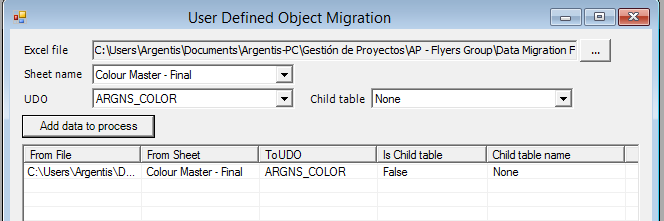 User Defined Object Migration
Excel file C:\Users\Argentis\Documents\Argentis-PC\Gestión de Proyectos\AP - Flyers Group\Data Migration F ...
Sheet name Colour Master - Final
UDO ARGNS_COLOR Child table None
Add data to process
From File From Sheet ToUDO Is Child table Child table name
C:\Users\Argentis\D... Colour Master - Final ARGNS_COLOR False None